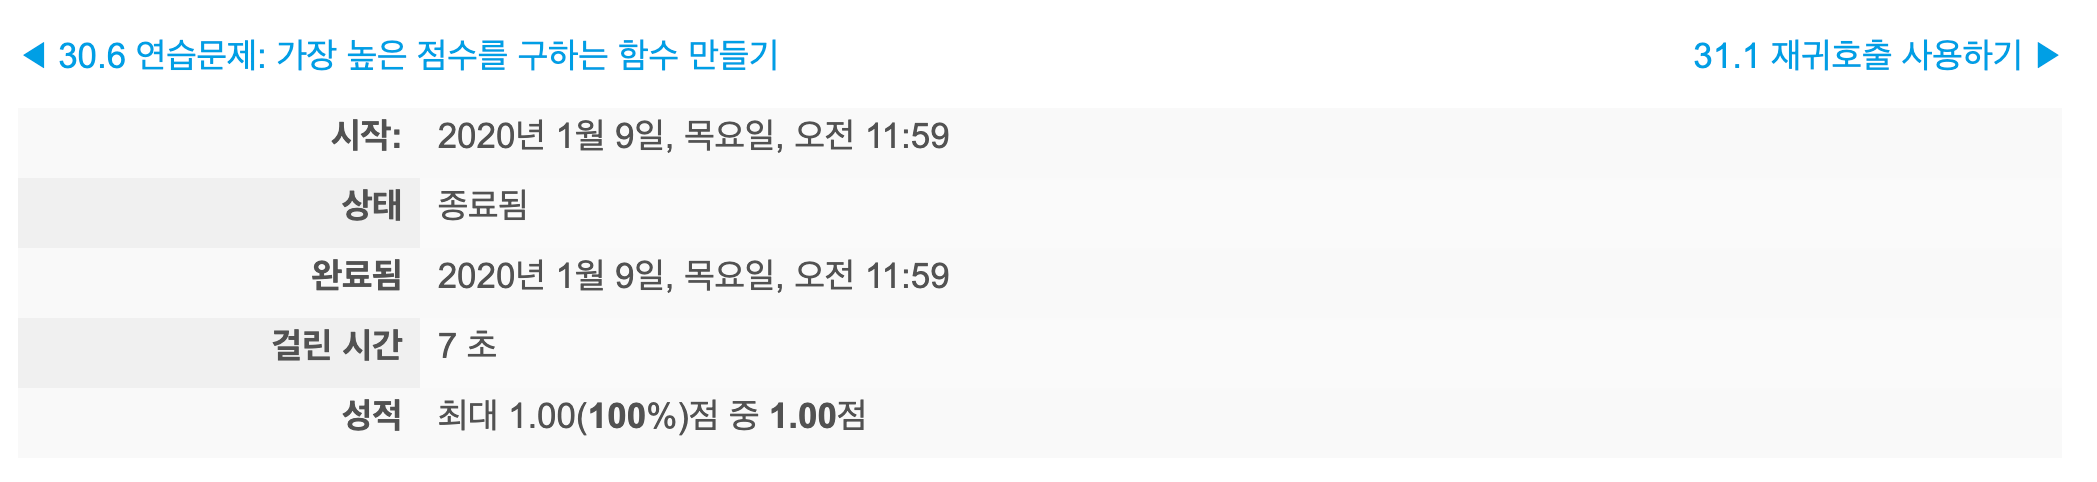 ◀ 30.6 연습문제: 가장 높은 점수를 구하는 함수 만들기
31.1 재귀호출 사용하기 ▶
시작: 2020년 1월 9일, 목요일, 오전 11:59
상태 종료됨
완료됨 2020년 1월 9일, 목요일, 오전 11:59
걸린 시간 7 초
성적 최대 1.00(100%)점 중 1.00점